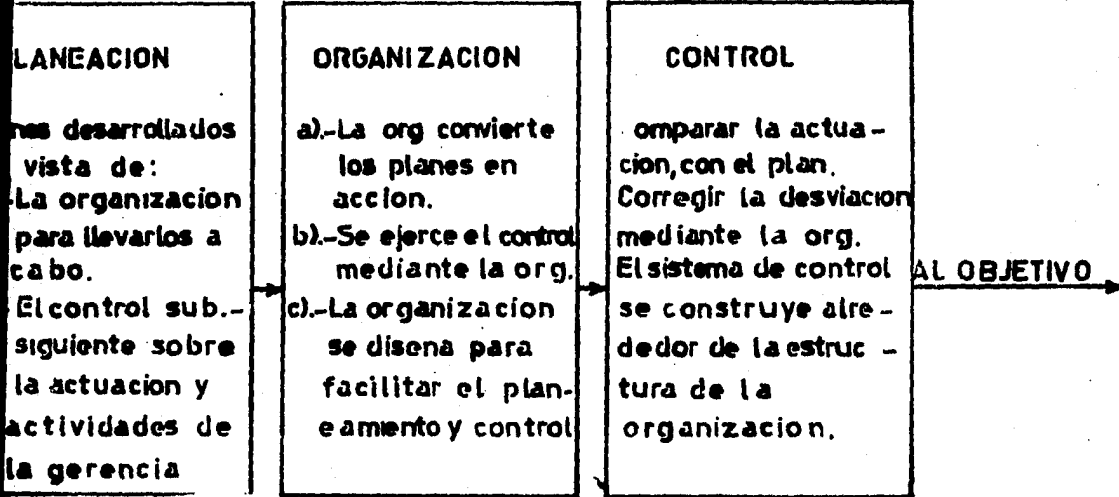 LANEACION
nes desarrollados
vista de:
La organizacion
para llevarlos a
cabo.
El control sub.-
siguiente sobre
la actuacion y
actividades de
la gerencia
ORGANIZACION
a).-La org convierte
los planes en
accion.
b).-Se ejerce el control
mediante la org.
c).-La organizacion
se disena para
facilitar el plan-
eamiento y control
CONTROL
omparar la actua-
cion, con el plan.
Corregir la desviacion
mediante la org.
El sistema de control
se construye alre-
dedor de la estruc-
tura de la
organizacion.
AL OBJETIVO